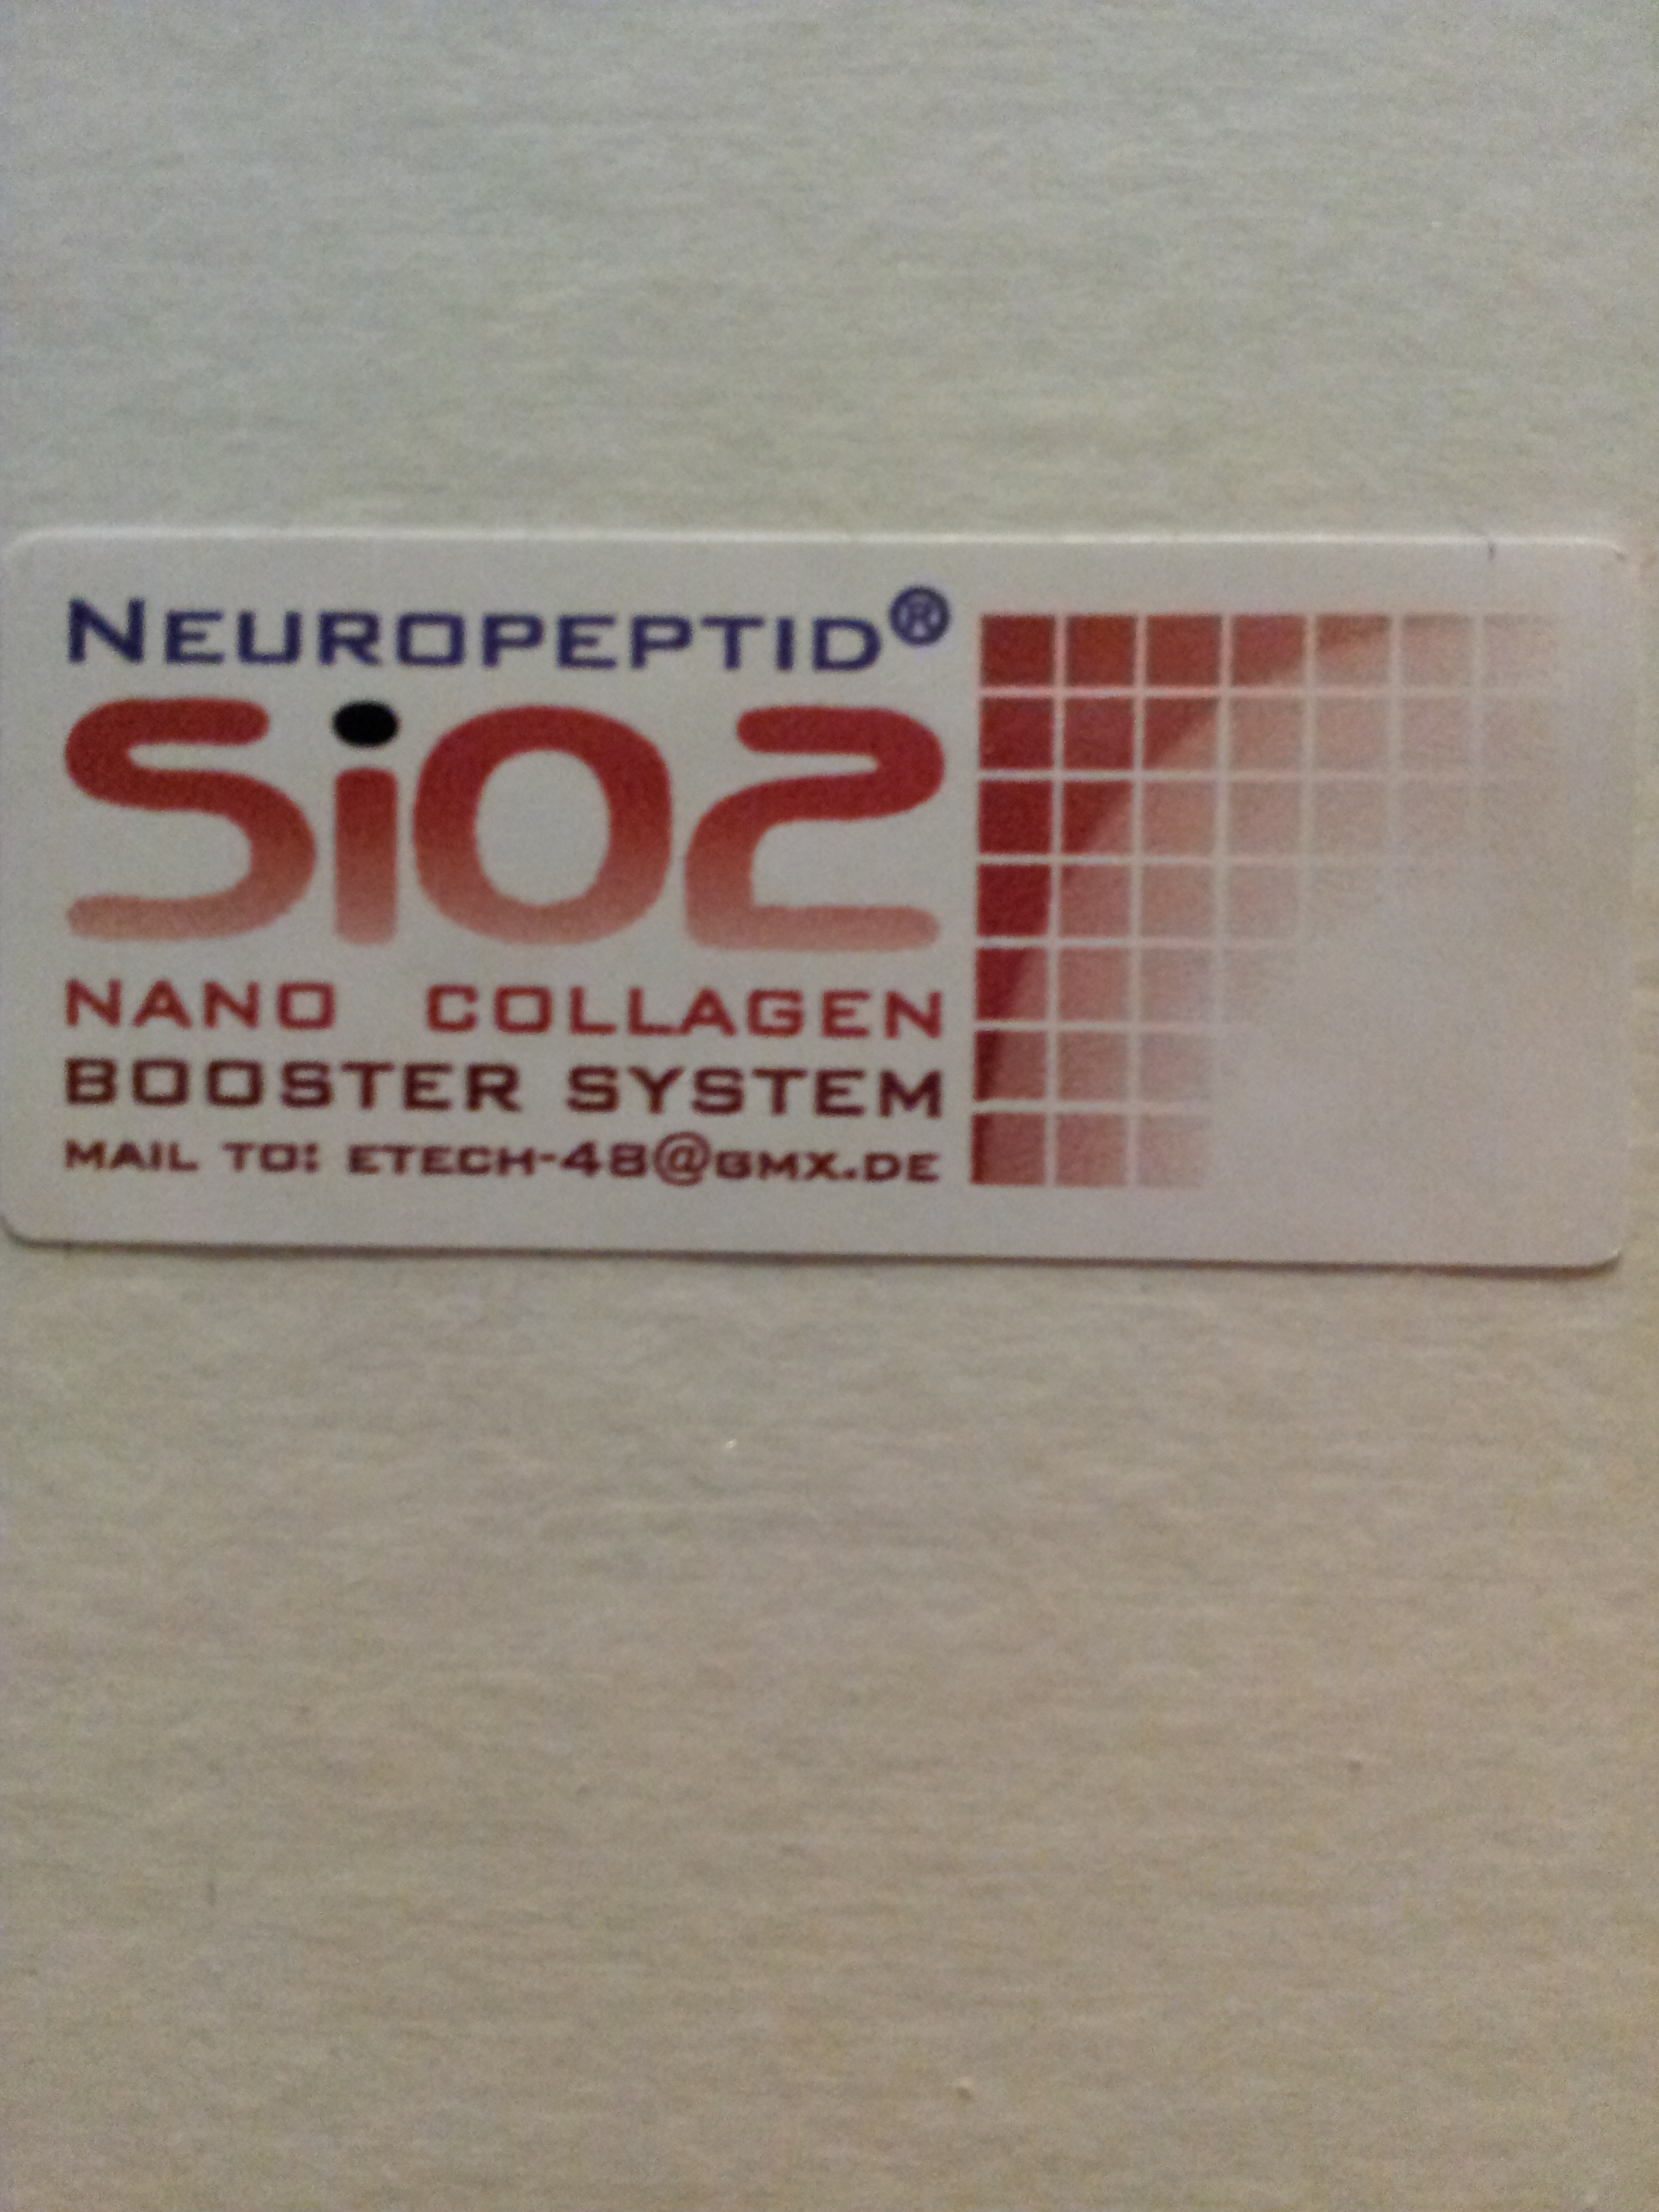 NEUROPEPTID®
SiO2
NANO COLLAGEN
BOOSTER SYSTEM
MAIL TO: ETECH-48@GMX.DE